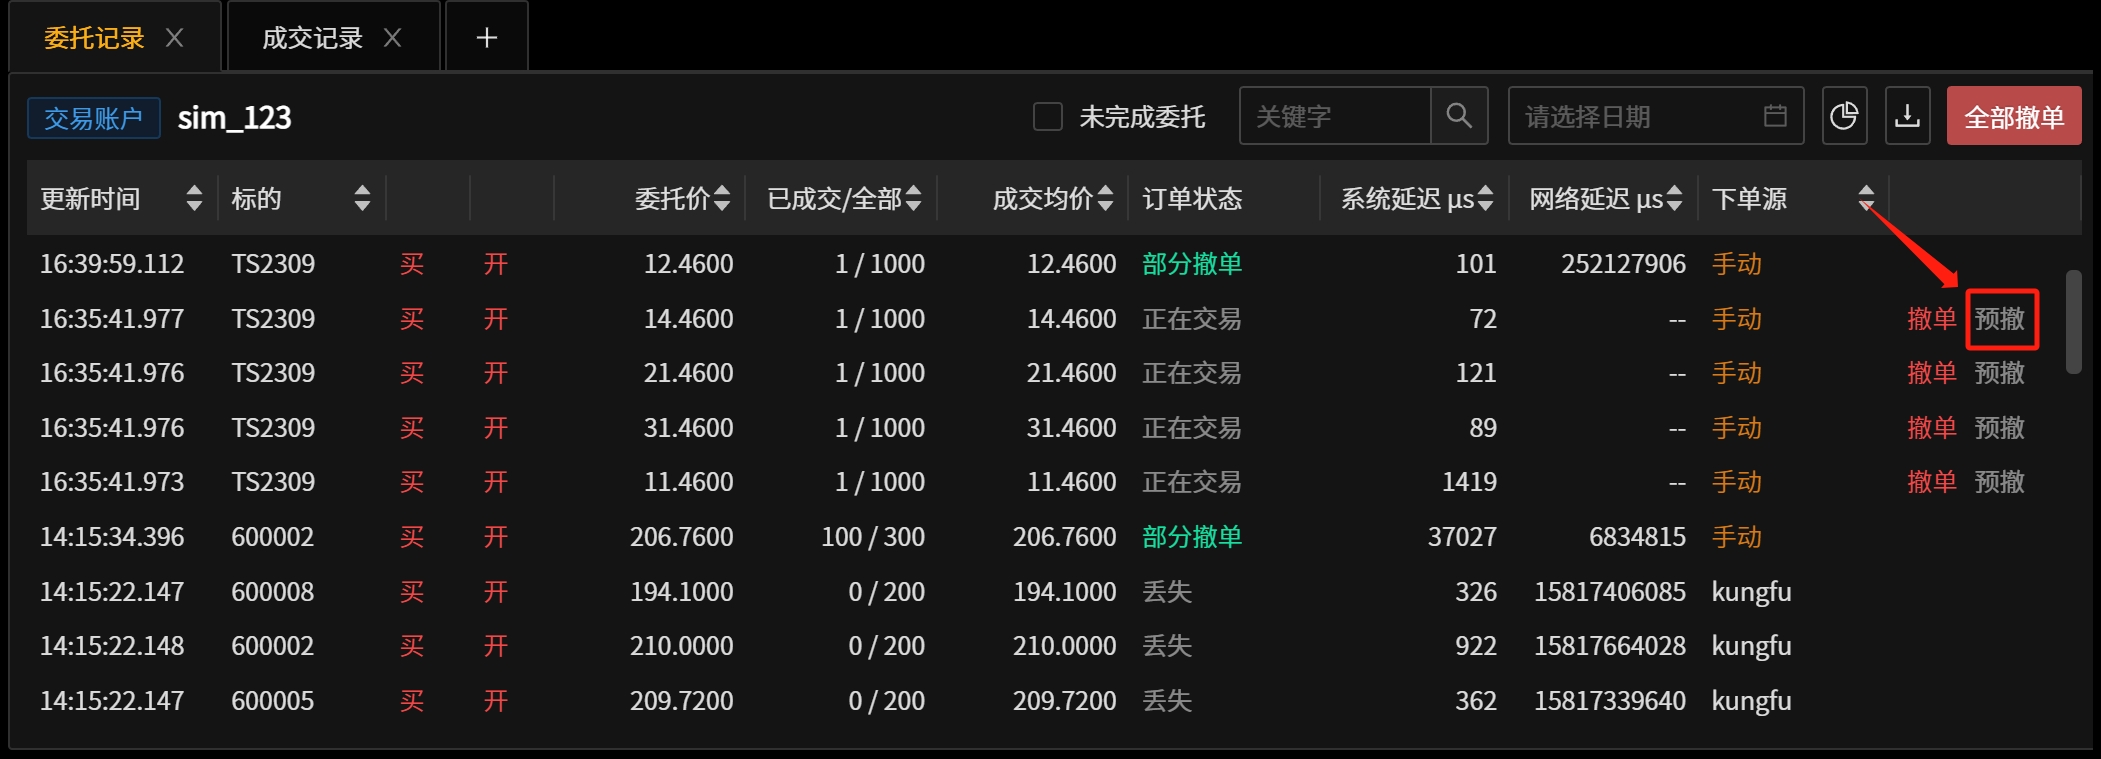 委托记录 X 成交记录 X +
交易账户 sim_123 未完成委托 关键字 请选择日期 全部撤单
更新时间 标的 委托价 已成交/全部 成交均价 订单状态 系统延迟 μs 网络延迟 μs 下单源
16:39:59.112 TS2309 买 开 12.4600 1 / 1000 12.4600 部分撤单 101 252127906 手动
16:35:41.977 TS2309 买 开 14.4600 1 / 1000 14.4600 正在交易 72 -- 手动 撤单 预撤
16:35:41.976 TS2309 买 开 21.4600 1 / 1000 21.4600 正在交易 121 -- 手动 撤单 预撤
16:35:41.976 TS2309 买 开 31.4600 1 / 1000 31.4600 正在交易 89 -- 手动 撤单 预撤
16:35:41.973 TS2309 买 开 11.4600 1 / 1000 11.4600 正在交易 1419 -- 手动 撤单 预撤
14:15:34.396 600002 买 开 206.7600 100 / 300 206.7600 部分撤单 37027 6834815 手动
14:15:22.147 600008 买 开 194.1000 0 / 200 194.1000 丢失 326 15817406085 kungfu
14:15:22.148 600002 买 开 210.0000 0 / 200 210.0000 丢失 922 15817664028 kungfu
14:15:22.147 600005 买 开 209.7200 0 / 200 209.7200 丢失 362 15817339640 kungfu